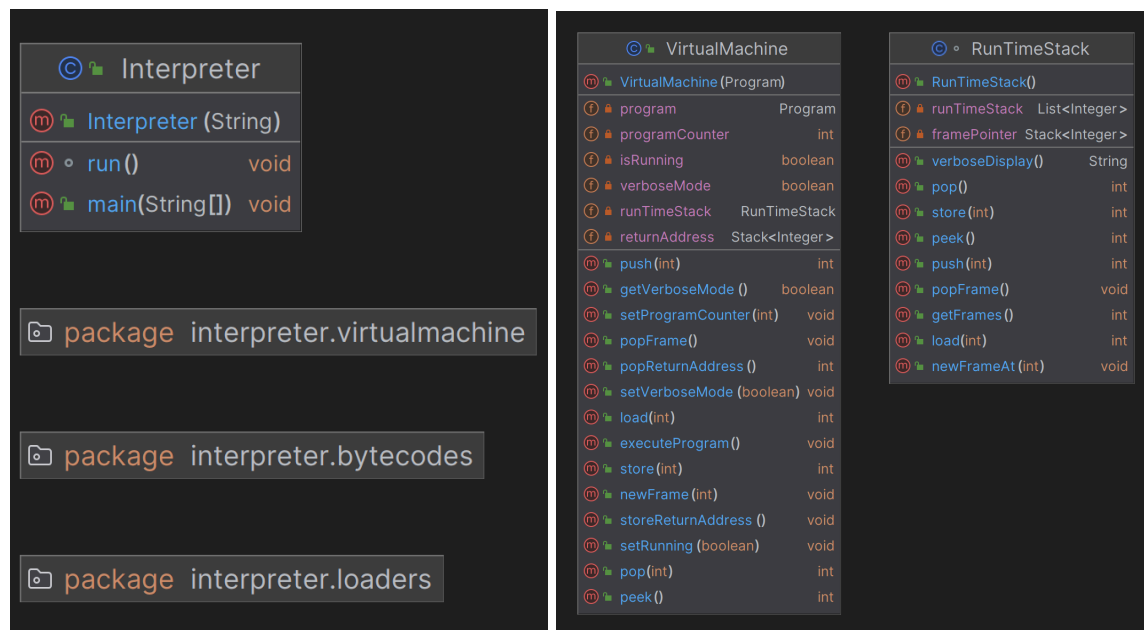 Interpreter
Interpreter(String)
run() void
main(String[]) void
package interpreter.virtualmachine
package interpreter.bytecodes
package interpreter.loaders
VirtualMachine
VirtualMachine(Program)
program Program
programCounter int
isRunning boolean
verboseMode boolean
runTimeStack RunTimeStack
returnAddress Stack<Integer>
push(int) int
getVerboseMode() boolean
setProgramCounter(int) void
popFrame() void
popReturnAddress() int
setVerboseMode(boolean) void
load(int) int
executeProgram() void
store(int) int
newFrame(int) void
storeReturnAddress() void
setRunning(boolean) void
pop(int) int
peek() int
RunTimeStack
RunTimeStack()
runTimeStack List<Integer>
framePointer Stack<Integer>
verboseDisplay() String
pop() int
store(int) int
peek() int
push(int) int
popFrame() void
getFrames() int
load(int) int
newFrameAt(int) void